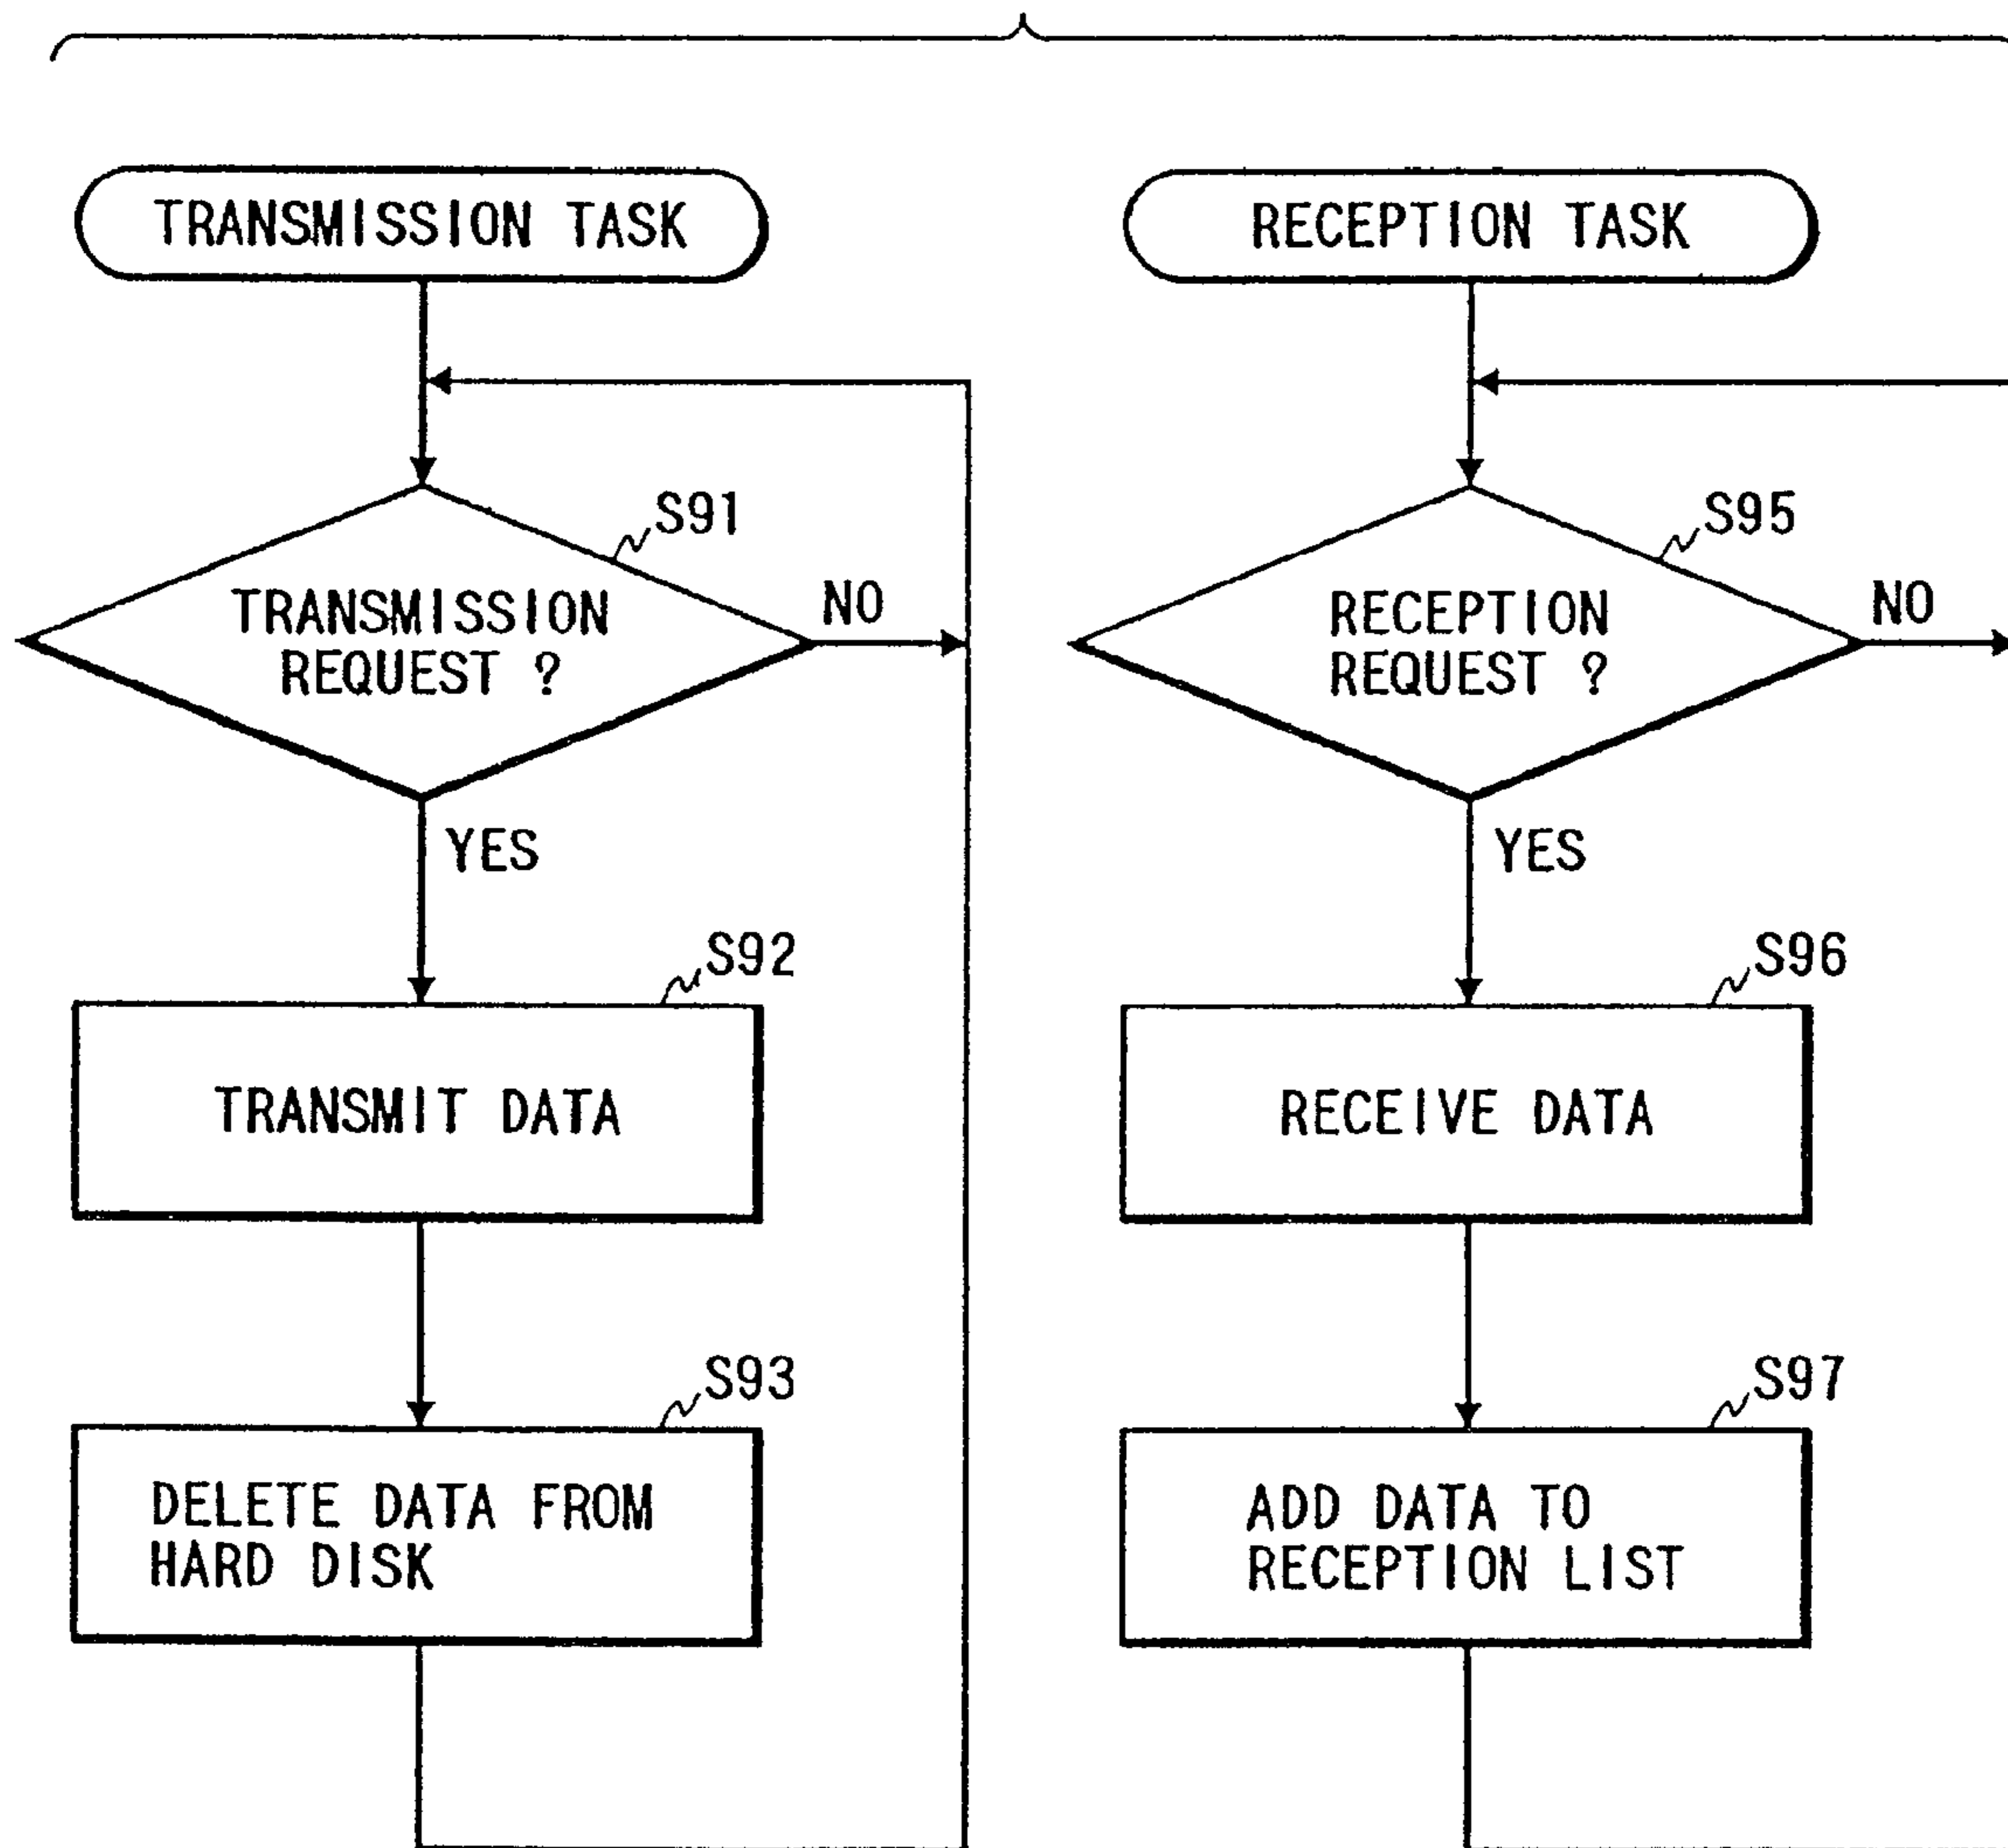 TRANSMISSION TASK
S91
TRANSMISSION
REQUEST ?
NO
YES
S92
TRANSMIT DATA
S93
DELETE DATA FROM
HARD DISK
RECEPTION TASK
S95
RECEPTION
REQUEST ?
NO
YES
S96
RECEIVE DATA
S97
ADD DATA TO
RECEPTION LIST